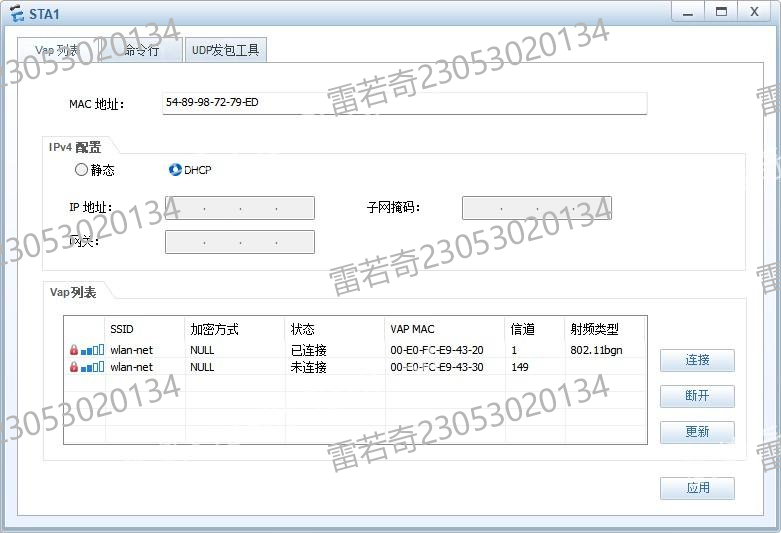 STA1
Vap 列表 命令行 UDP发包工具
MAC 地址： 54-89-98-72-79-ED
IPv4 配置
静态 DHCP
IP 地址： . . . 子网掩码： . . .
网关： . . .
Vap列表
SSID 加密方式 状态 VAP MAC 信道 射频类型
wlan-net NULL 已连接 00-E0-FC-E9-43-20 1 802.11bgn
wlan-net NULL 未连接 00-E0-FC-E9-43-30 149
连接
断开
更新
应用
23053020134
雷若奇23053020134
23053020134
雷若奇23053020134
23053020134
雷若奇23053020134